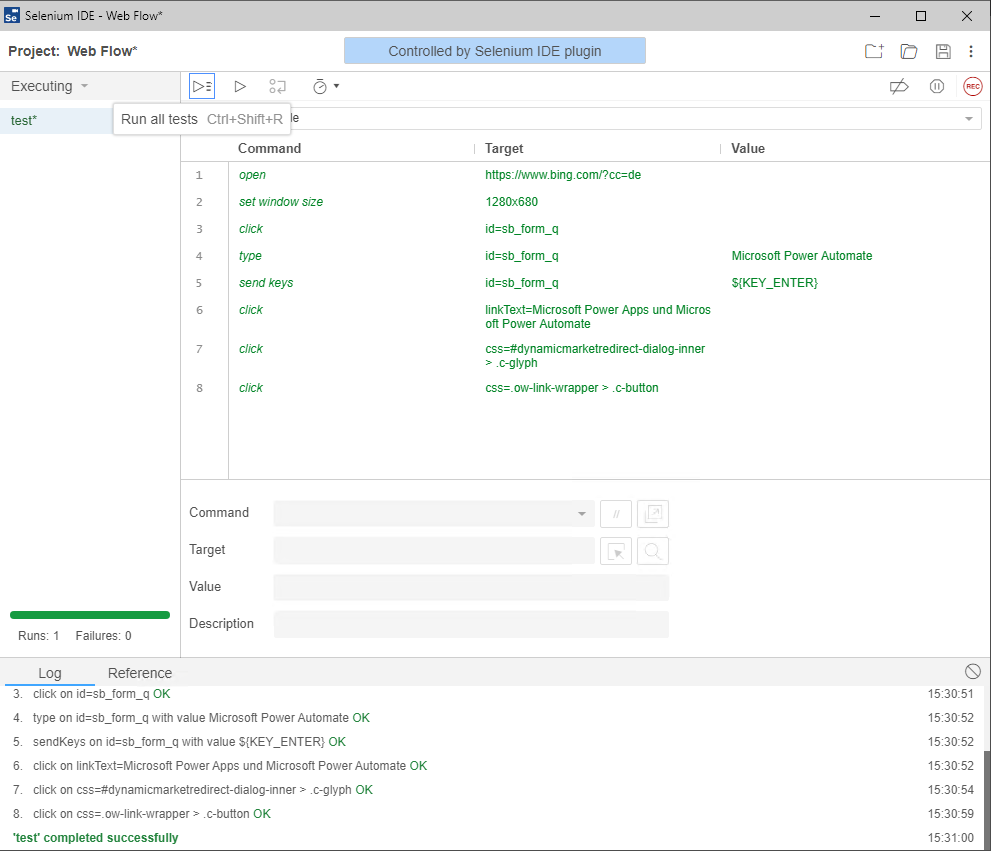 Se Selenium IDE - Web Flow*
Project: Web Flow*
Controlled by Selenium IDE plugin
Executing
REC
test*
Run all tests Ctrl+Shift+R
Command Target Value
1 open https://www.bing.com/?cc=de
2 set window size 1280x680
3 click id=sb_form_q
4 type id=sb_form_q Microsoft Power Automate
5 send keys id=sb_form_q ${KEY_ENTER}
6 click linkText=Microsoft Power Apps und Micros
oft Power Automate
7 click css=#dynamicmarketredirect-dialog-inner
> .c-glyph
8 click css=.ow-link-wrapper > .c-button
Command //
Target
Value
Description
Runs: 1 Failures: 0
Log Reference
3. click on id=sb_form_q OK 15:30:51
4. type on id=sb_form_q with value Microsoft Power Automate OK 15:30:52
5. sendKeys on id=sb_form_q with value ${KEY_ENTER} OK 15:30:52
6. click on linkText=Microsoft Power Apps und Microsoft Power Automate OK 15:30:52
7. click on css=#dynamicmarketredirect-dialog-inner > .c-glyph OK 15:30:54
8. click on css=.ow-link-wrapper > .c-button OK 15:30:59
'test' completed successfully 15:31:00